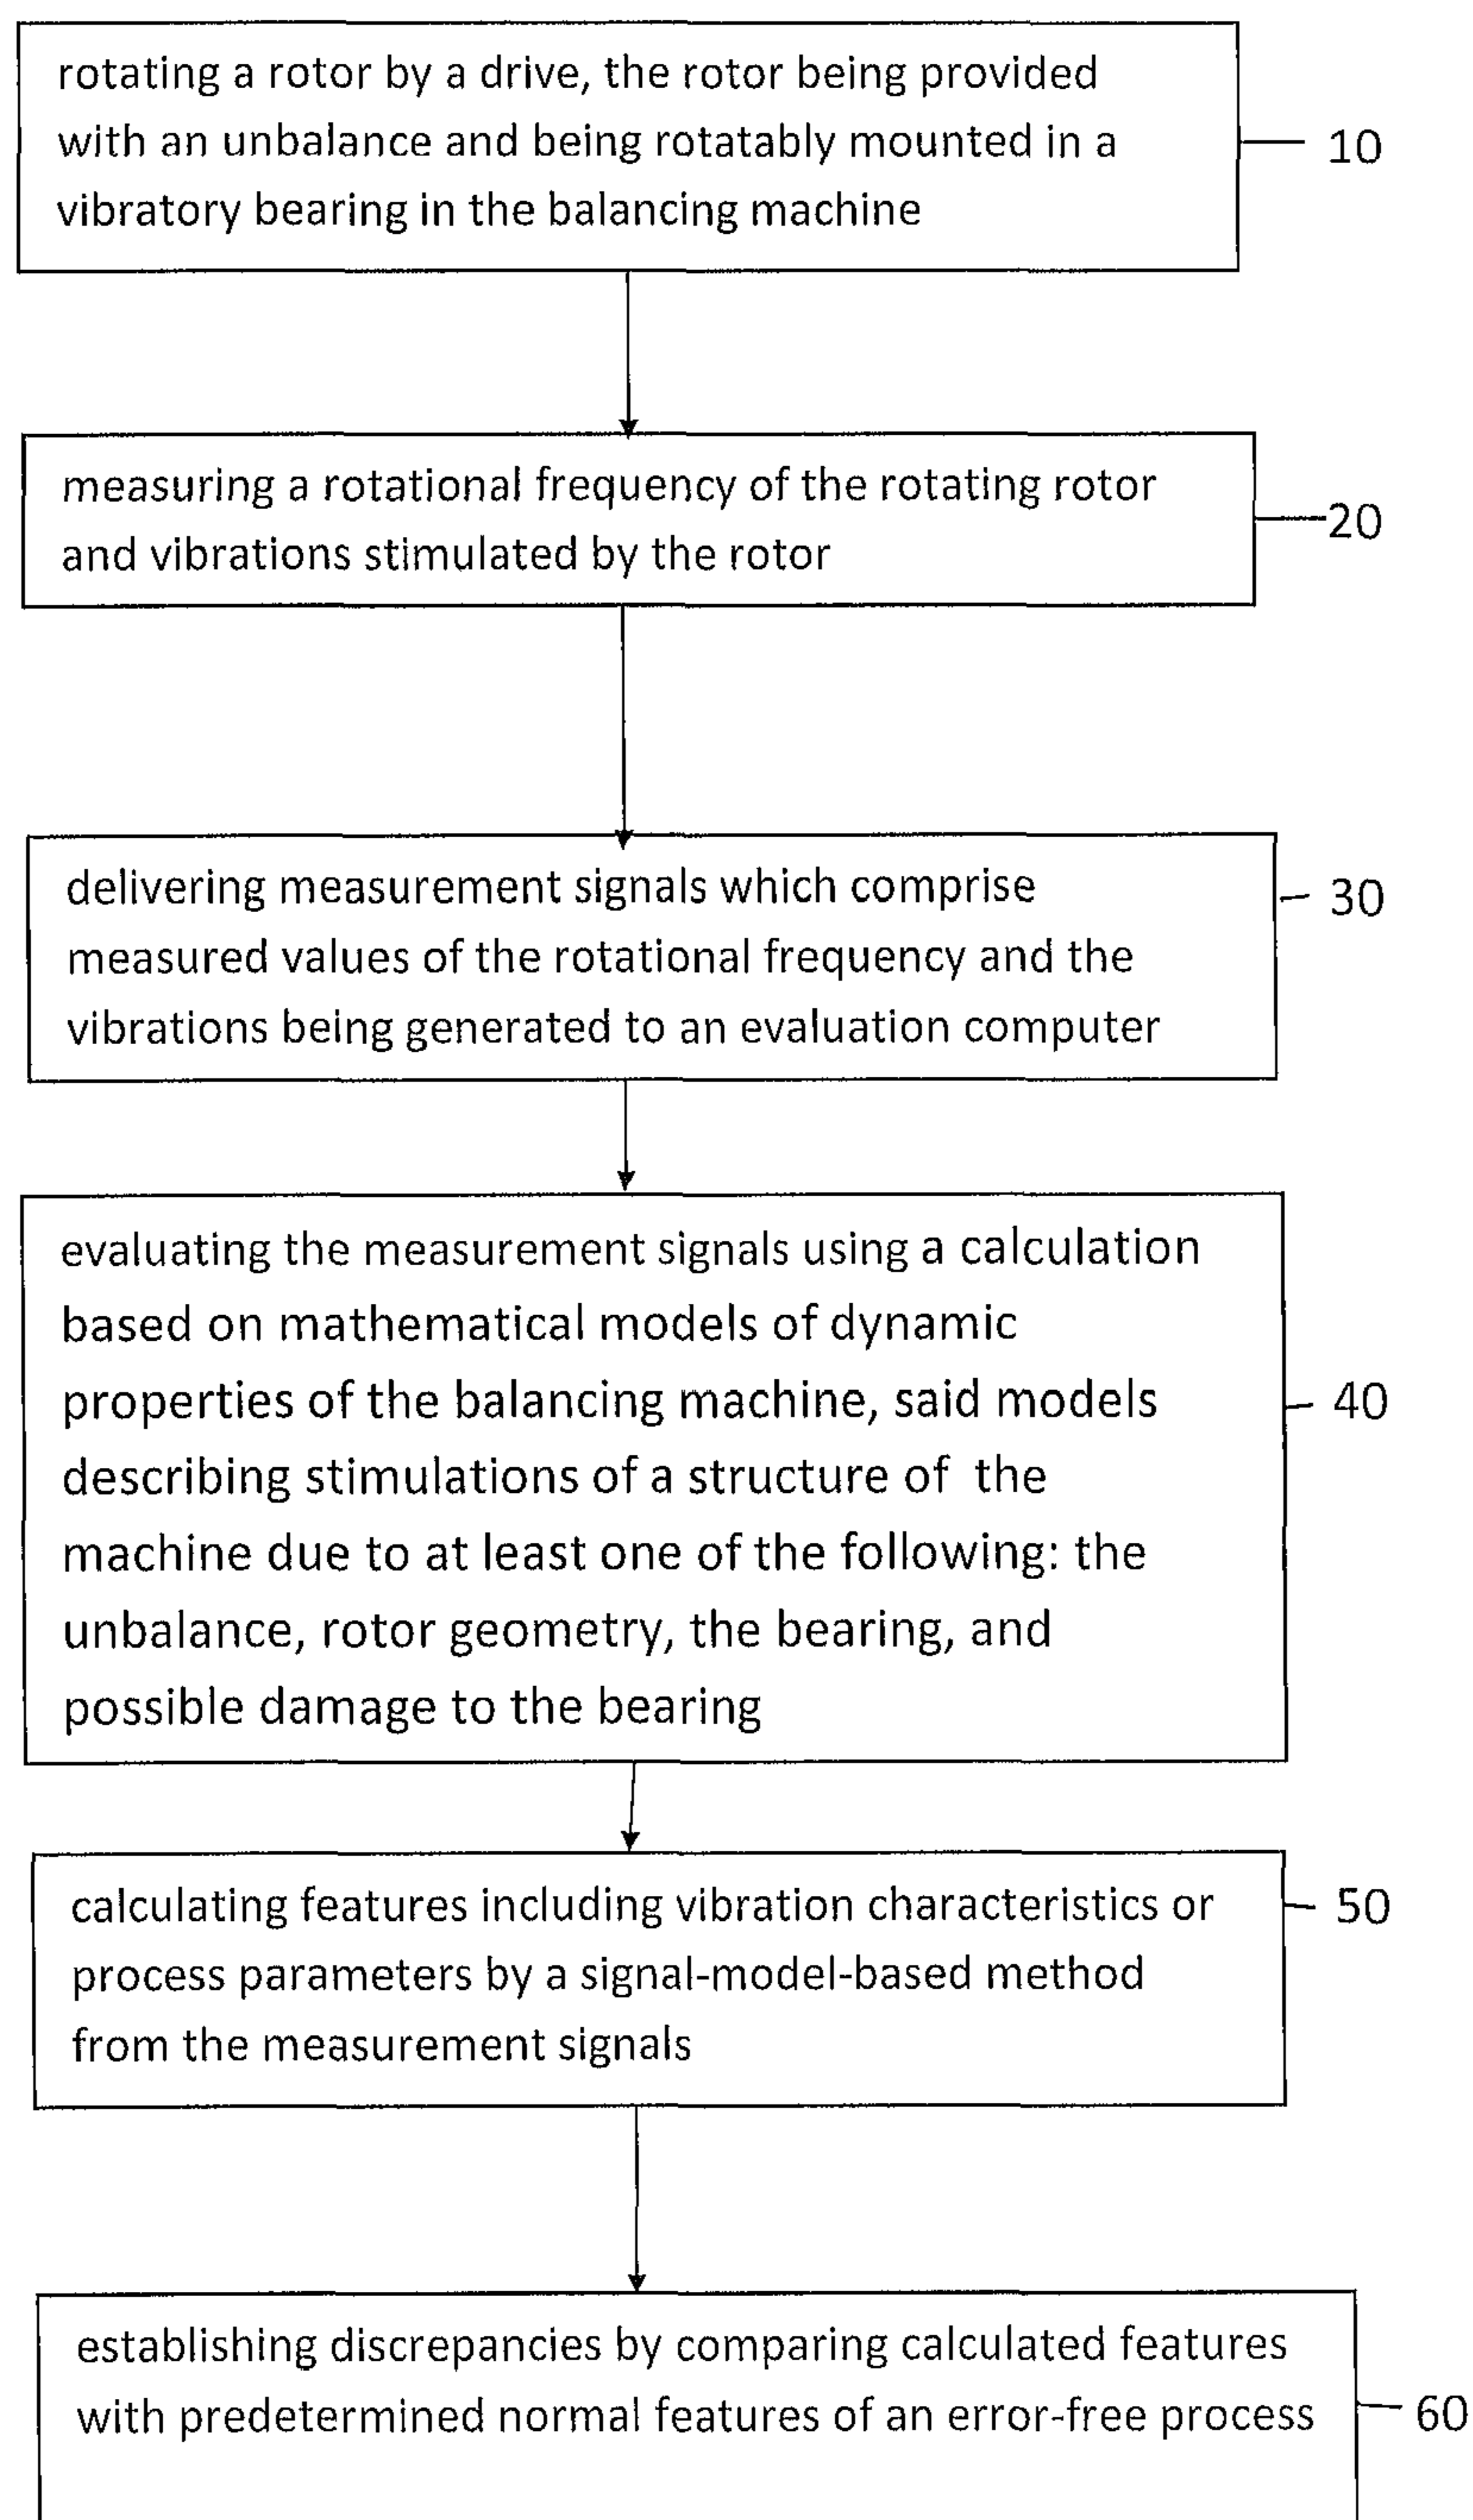 rotating a rotor by a drive, the rotor being provided
with an unbalance and being rotatably mounted in a
vibratory bearing in the balancing machine
10
measuring a rotational frequency of the rotating rotor
and vibrations stimulated by the rotor
20
delivering measurement signals which comprise
measured values of the rotational frequency and the
vibrations being generated to an evaluation computer
30
evaluating the measurement signals using a calculation
based on mathematical models of dynamic
properties of the balancing machine, said models
describing stimulations of a structure of the
machine due to at least one of the following: the
unbalance, rotor geometry, the bearing, and
possible damage to the bearing
40
calculating features including vibration characteristics or
process parameters by a signal-model-based method
from the measurement signals
50
establishing discrepancies by comparing calculated features
with predetermined normal features of an error-free process
60